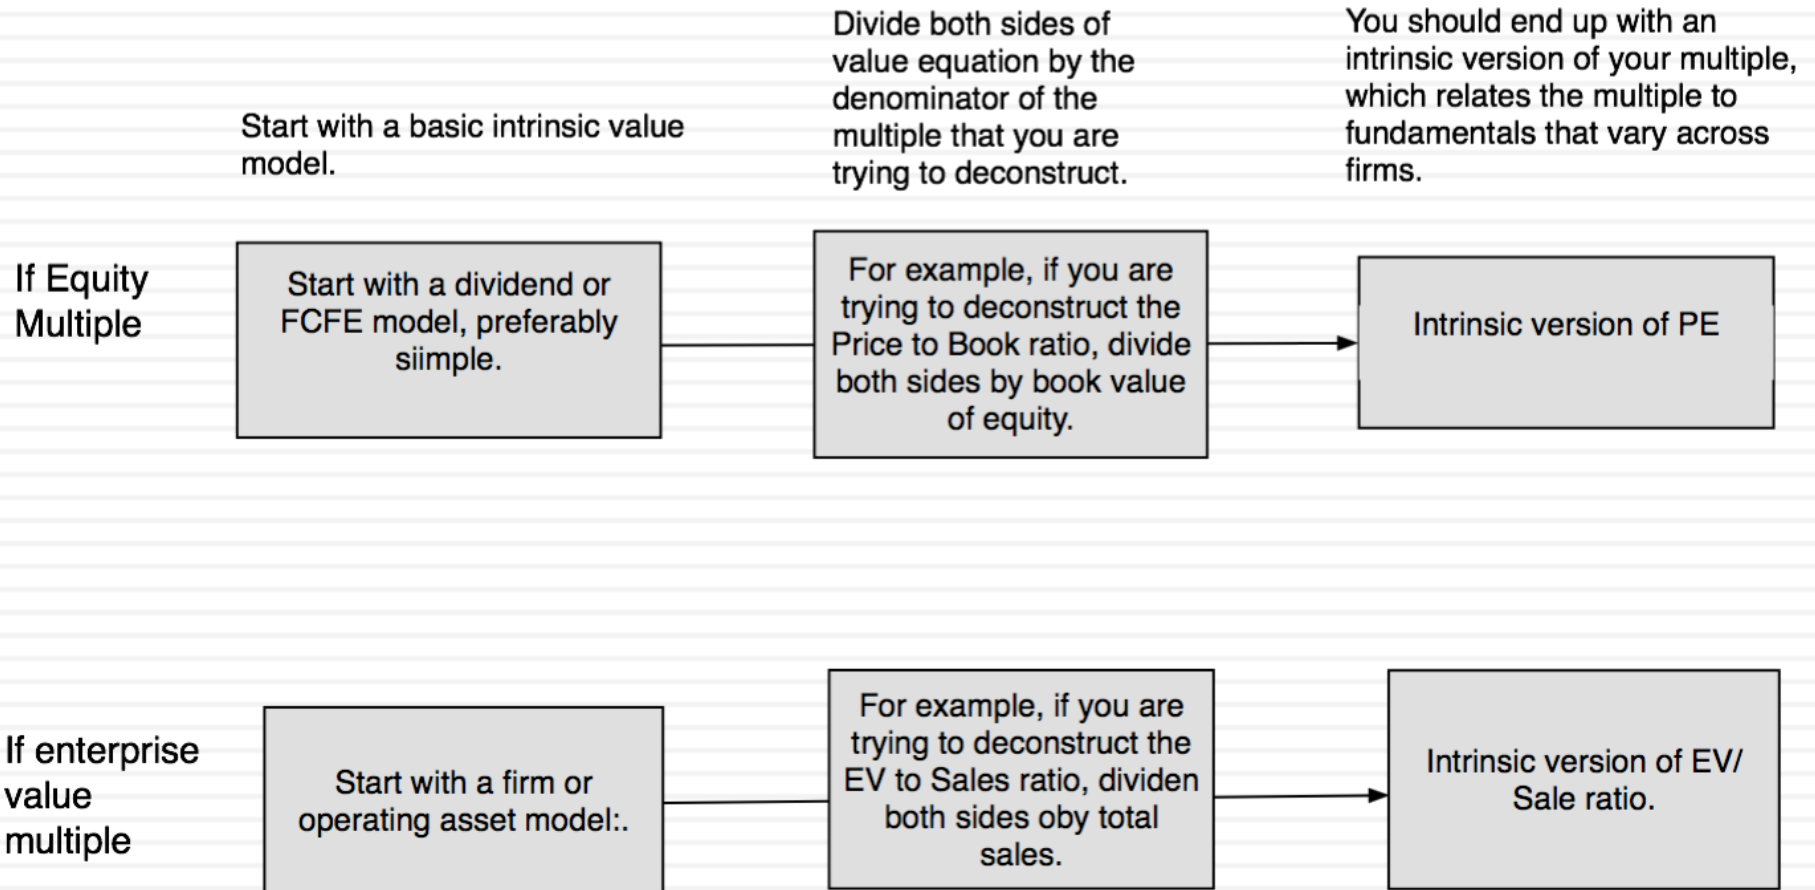 Start with a basic intrinsic value
model.
Divide both sides of
value equation by the
denominator of the
multiple that you are
trying to deconstruct.
You should end up with an
intrinsic version of your multiple,
which relates the multiple to
fundamentals that vary across
firms.
If Equity
Multiple
Start with a dividend or
FCFE model, preferably
siimple.
For example, if you are
trying to deconstruct the
Price to Book ratio, divide
both sides by book value
of equity.
Intrinsic version of PE
If enterprise
value
multiple
Start with a firm or
operating asset model:.
For example, if you are
trying to deconstruct the
EV to Sales ratio, dividen
both sides oby total
sales.
Intrinsic version of EV/
Sale ratio.